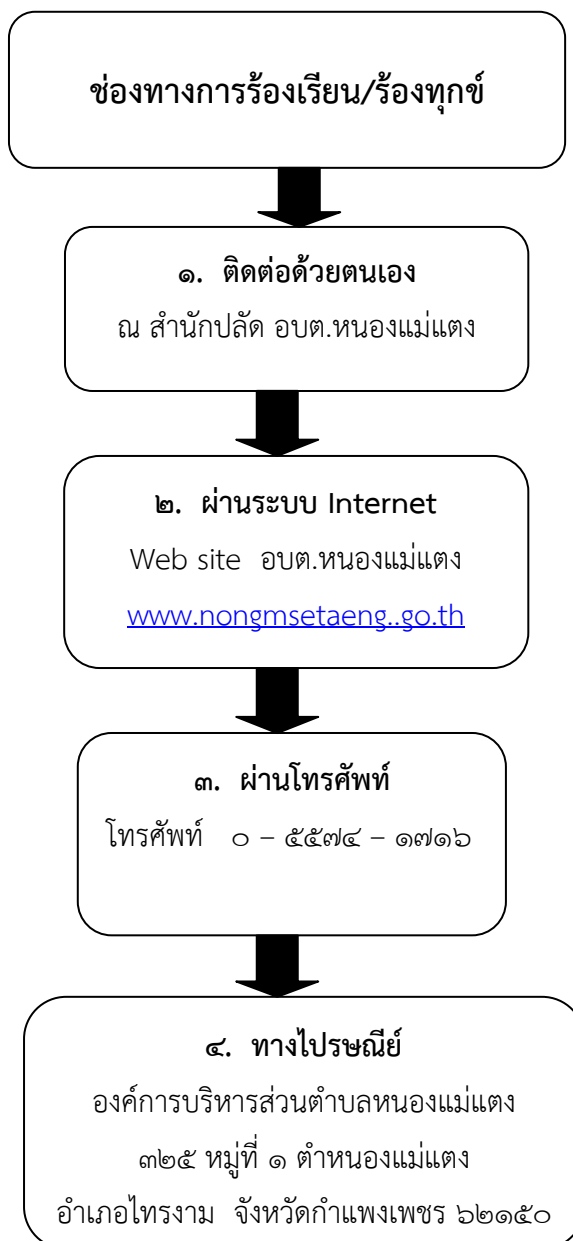 ช่องทางการร้องเรียน/ร้องทุกข์
๑. ติดต่อด้วยตนเอง
ณ สำนักปลัด อบต.หนองแม่แตง
๒. ผ่านระบบ Internet
Web site อบต.หนองแม่แตง
www.nongmsetaeng..go.th
๓. ผ่านโทรศัพท์
โทรศัพท์ ๐ – ๕๕๗๔ – ๑๗๑๖
๔. ทางไปรษณีย์
องค์การบริหารส่วนตำบลหนองแม่แตง
๓๒๕ หมู่ที่ ๑ ตำหนองแม่แตง
อำเภอไทรงาม จังหวัดกำแพงเพชร ๖๒๑๕๐